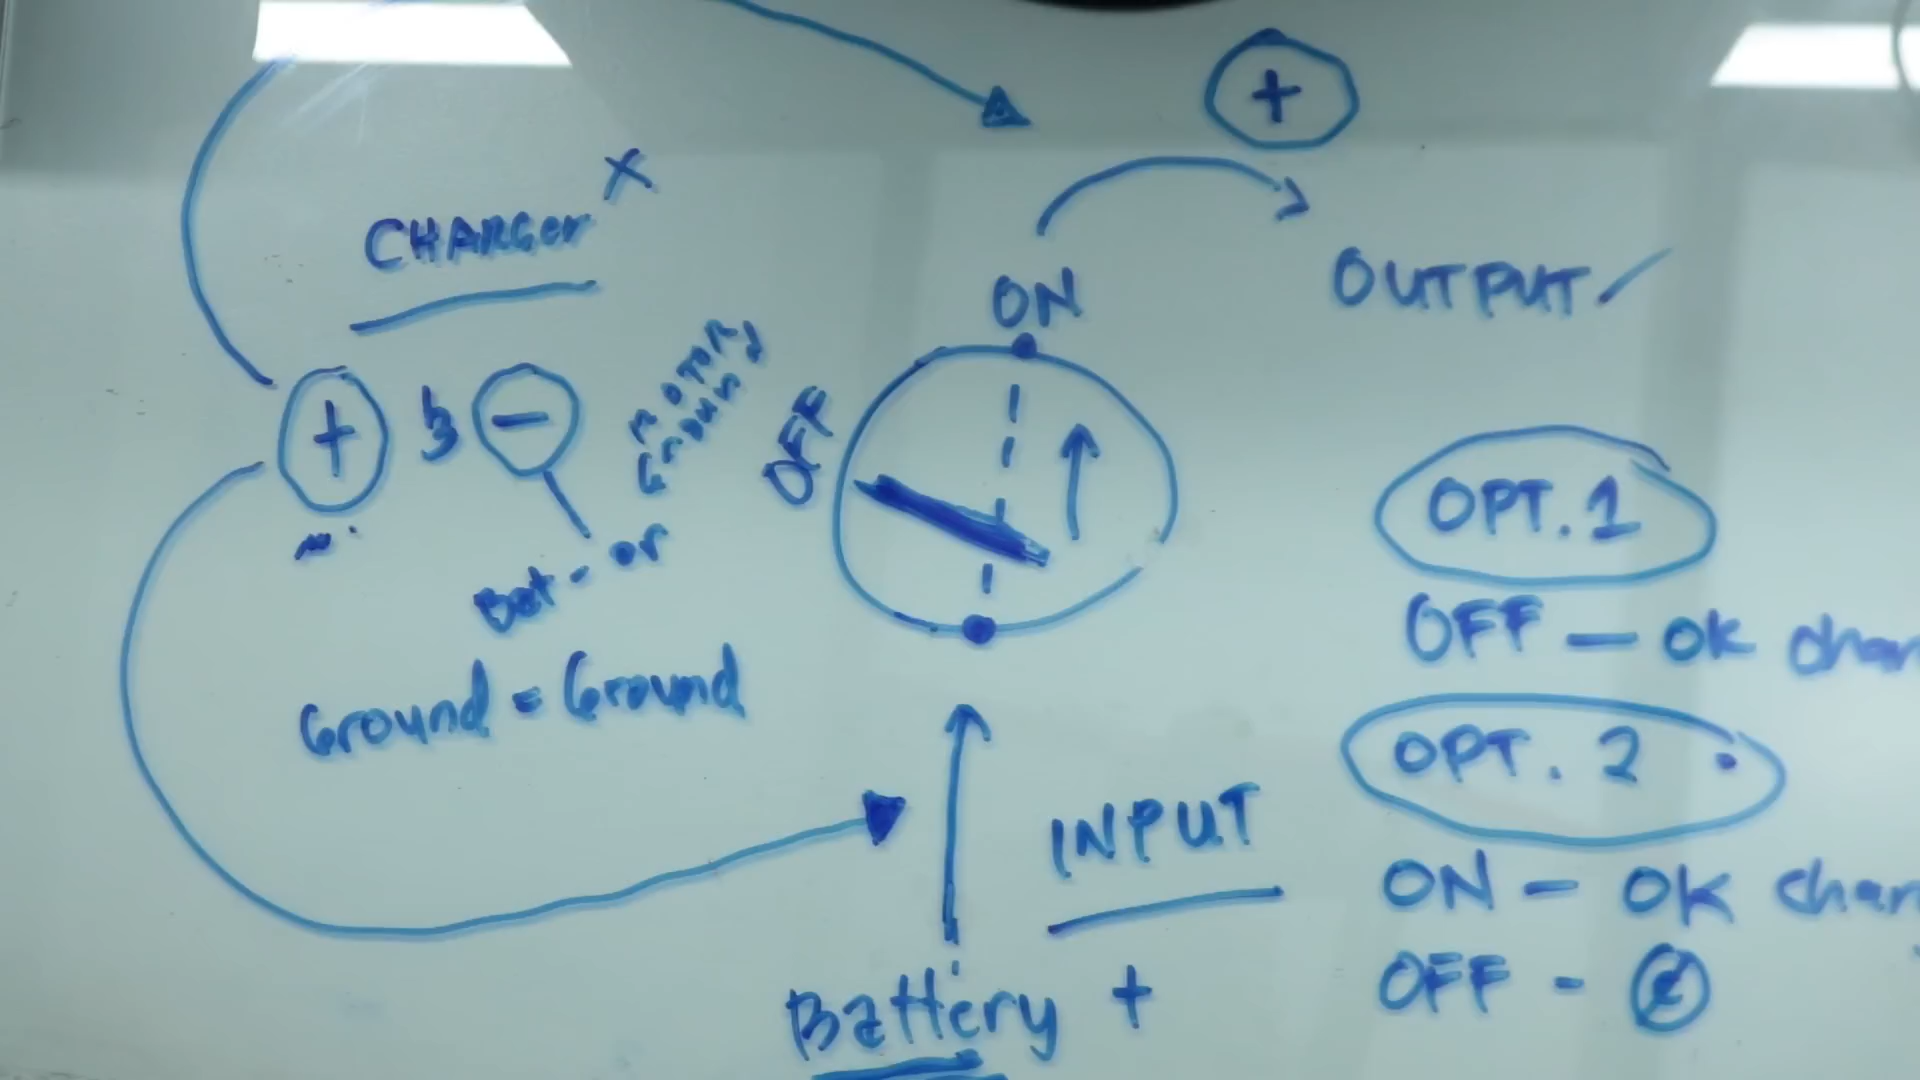 +
CHARGER X
ON
OUTPUT ✓
+ & -
OFF
Bat - or
motor
Ground
Ground = Ground
INPUT
Battery +
OPT. 1
OFF — OK
OPT. 2
ON — OK
OFF -